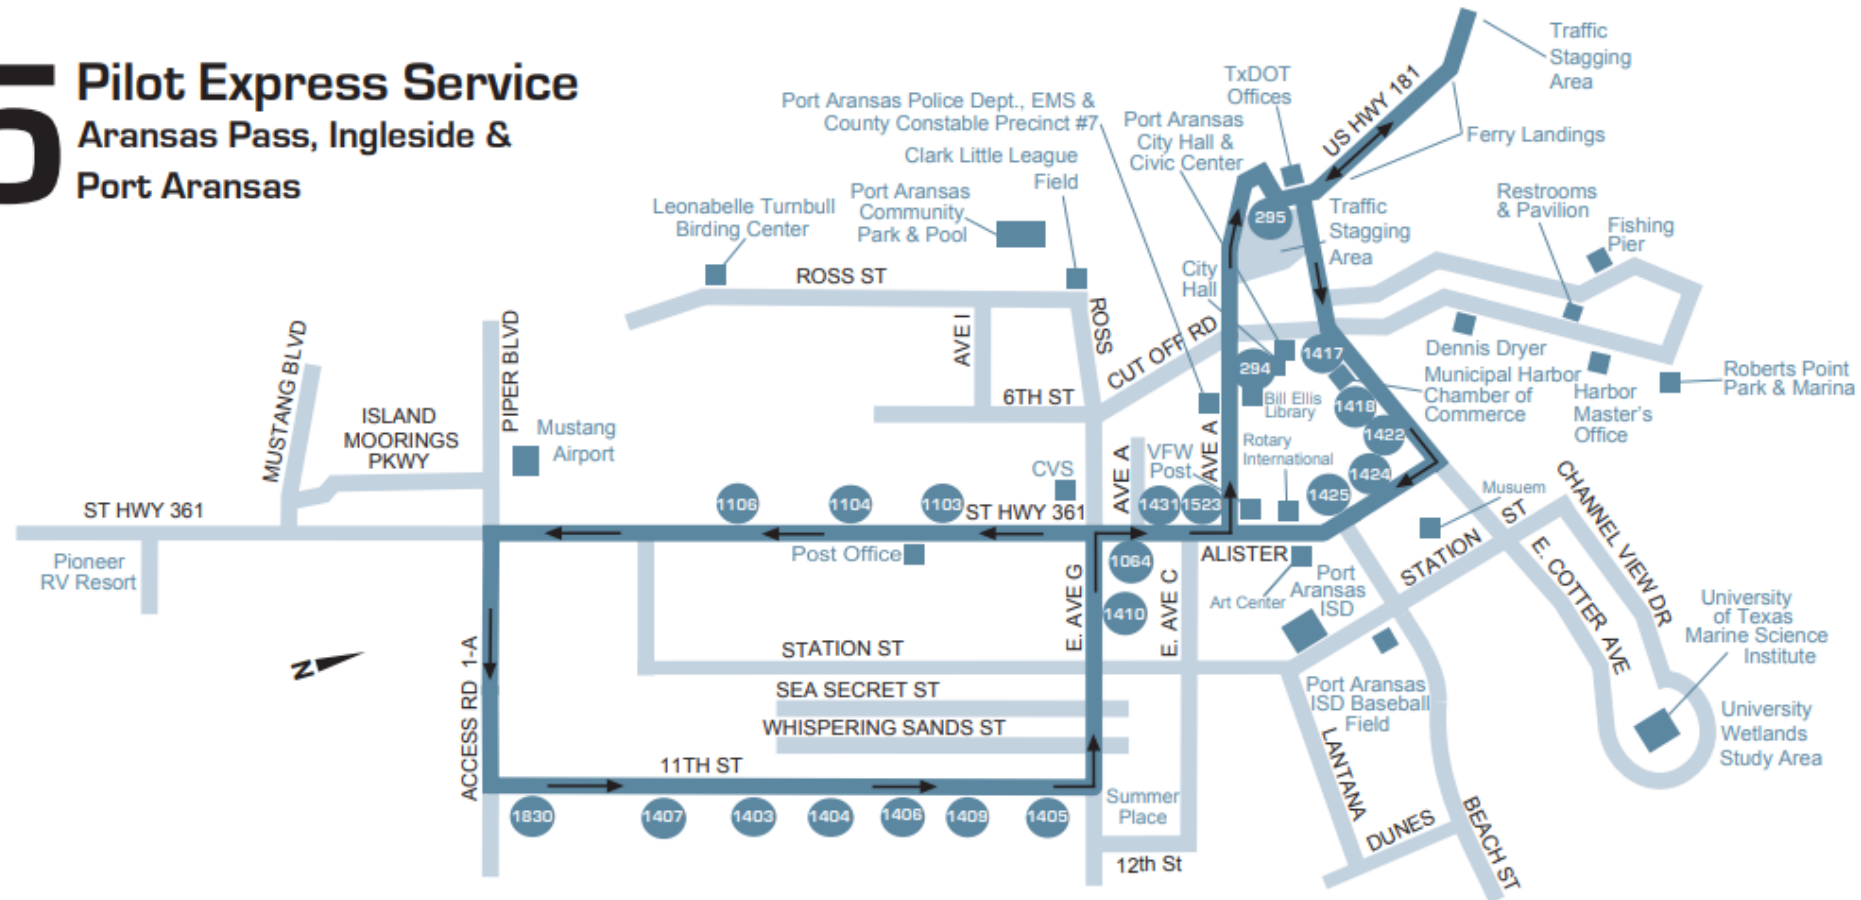 5
Pilot Express Service
Aransas Pass, Ingleside &
Port Aransas
Traffic
Stagging
Area
US HWY 181
Ferry Landings
TxDOT
Offices
Port Aransas Police Dept., EMS &
County Constable Precinct #7
Port Aransas
City Hall &
Civic Center
Clark Little League
Field
Port Aransas
Community
Park & Pool
Leonabelle Turnbull
Birding Center
295
Traffic
Stagging
Area
Restrooms
& Pavilion
Fishing
Pier
City
Hall
ROSS ST
ROSS
AVE I
CUT OFF RD
6TH ST
MUSTANG BLVD
PIPER BLVD
ISLAND
MOORINGS
PKWY
Mustang
Airport
294
1417
Bill Ellis
Library
1418
1422
1424
1425
Dennis Dryer
Municipal Harbor
Chamber of
Commerce
Harbor
Master's
Office
Roberts Point
Park & Marina
CVS
AVE A
VFW
Post
AVE A
Rotary
International
Musuem
ST HWY 361
1106
1104
1103
ST HWY 361
1431
1523
Pioneer
RV Resort
Post Office
1064
1410
E. AVE G
E. AVE C
ALISTER
Art Center
Port
Aransas
ISD
STATION ST
CHANNEL VIEW DR
E. COTTER AVE
University
of Texas
Marine Science
Institute
University
Wetlands
Study Area
N
ACCESS RD 1-A
STATION ST
SEA SECRET ST
WHISPERING SANDS ST
11TH ST
Port Aransas
ISD Baseball
Field
LANTANA
DUNES
BEACH ST
1830
1407
1403
1404
1406
1409
1405
Summer
Place
12th St